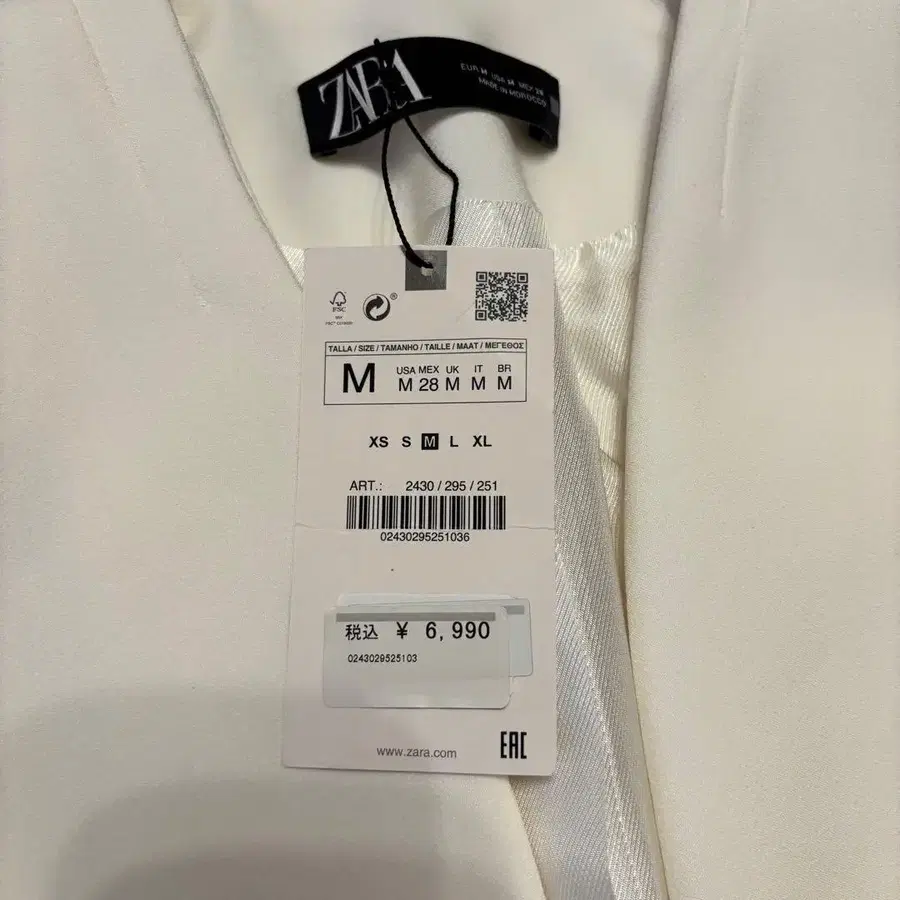 ZARA
EUR M USA M MEX 28
MADE IN MOROCCO
FSC
TALLA / SIZE / TAMANHO / TAILLE / MAAT / ΜΕΓΕΘΟΣ
M
USA MEX UK IT BR
M 28 M M M
XS S M L XL
ART.: 2430 / 295 / 251
02430295251036
税込 ¥ 6,990
0243029525103
www.zara.com
EAC